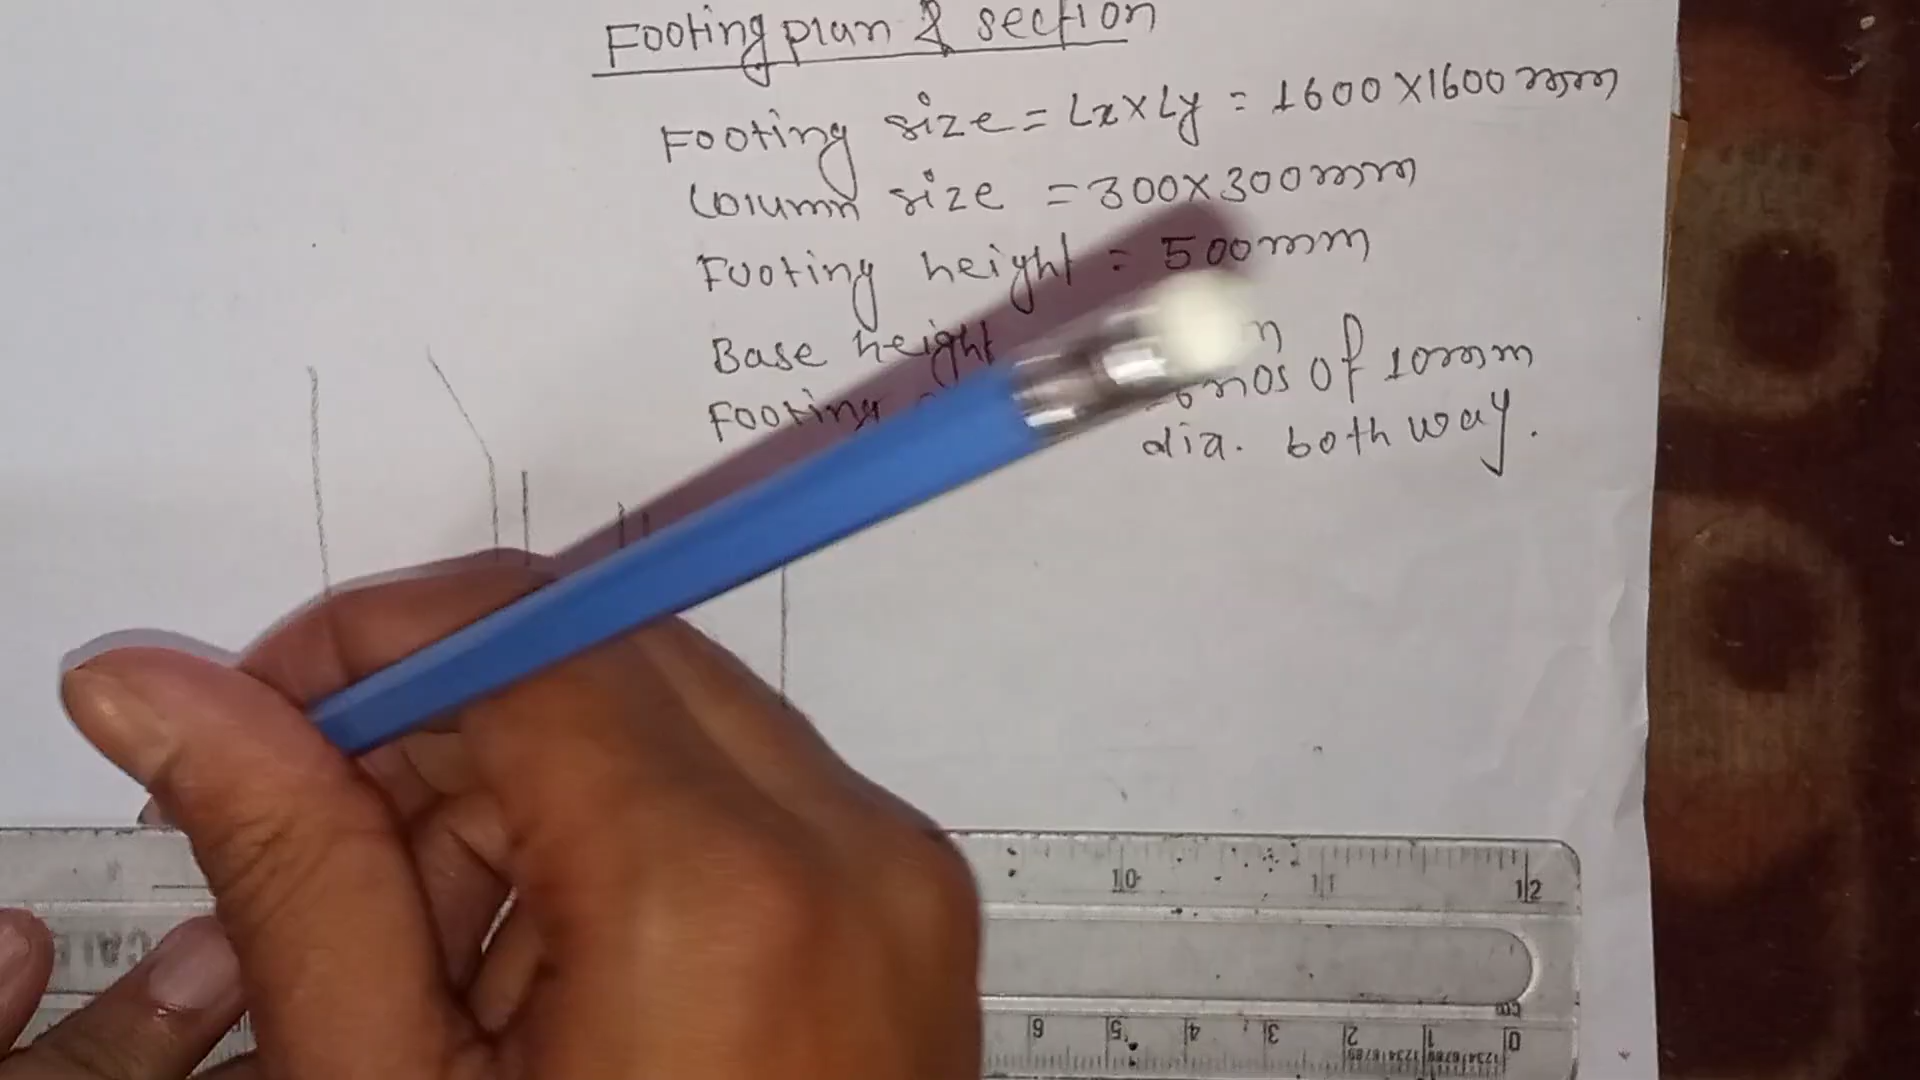 Footing plan & section
Footing size = Lx x Ly = 1600 X 1600 mm
Column size = 300 x 300 mm
Footing height = 500 mm
Base height
Footing
nos of 10 mm
dia. both way.
10 11 12
6 5 4 3 2 1 0
cm